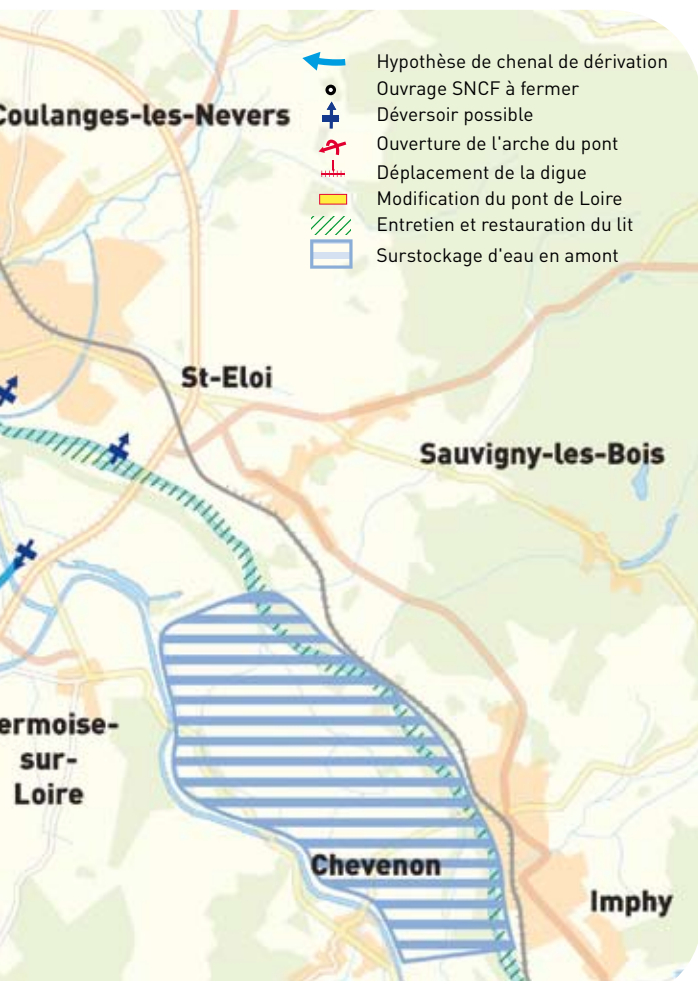 Hypothèse de chenal de dérivation
Ouvrage SNCF à fermer
Déversoir possible
Ouverture de l'arche du pont
Déplacement de la digue
Modification du pont de Loire
Entretien et restauration du lit
Surstockage d'eau en amont
Coulanges-les-Nevers
St-Eloi
Sauvigny-les-Bois
ermoise-
sur-
Loire
Chevenon
Imphy